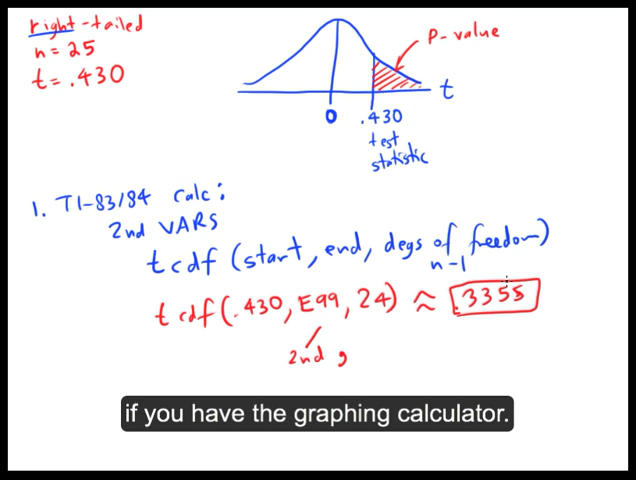 right-tailed
n = 25
t = .430
P-value
t
0
.430
test
statistic
1. TI-83/84 calc:
2nd VARS
tcdf (start, end, degs of freedom)
n-1
tcdf(.430, E99, 24) ≈ .3355
2nd ,
if you have the graphing calculator.